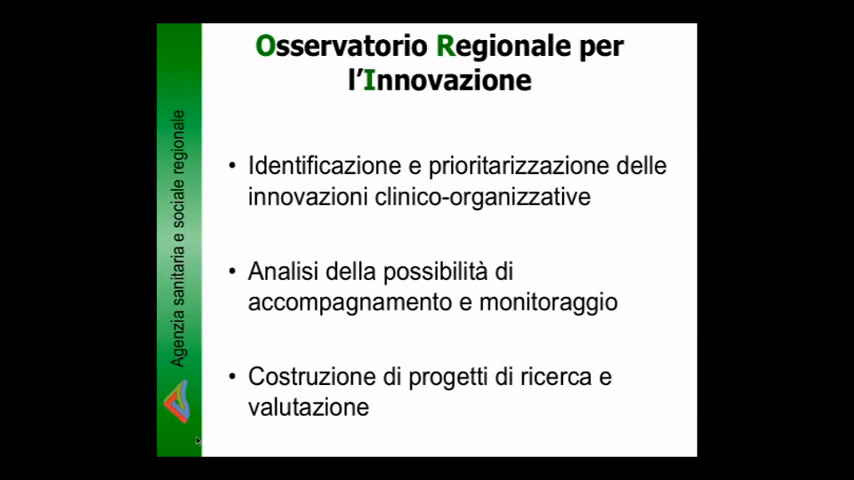 Osservatorio Regionale per
l'Innovazione
• Identificazione e prioritarizzazione delle
innovazioni clinico-organizzative
• Analisi della possibilità di
accompagnamento e monitoraggio
• Costruzione di progetti di ricerca e
valutazione
Agenzia sanitaria e sociale regionale